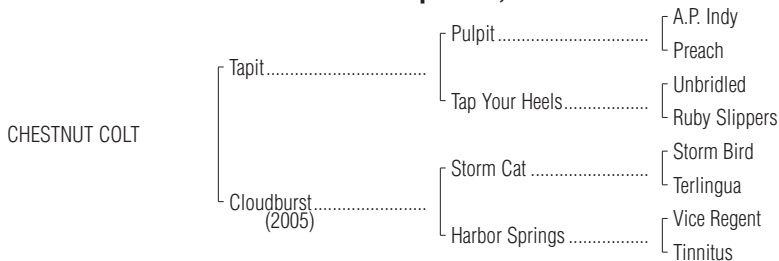 A.P. Indy
Pulpit
Preach
Tapit
Unbridled
Tap Your Heels
Ruby Slippers
CHESTNUT COLT
Storm Bird
Storm Cat
Terlingua
Cloudburst
(2005)
Vice Regent
Harbor Springs
Tinnitus